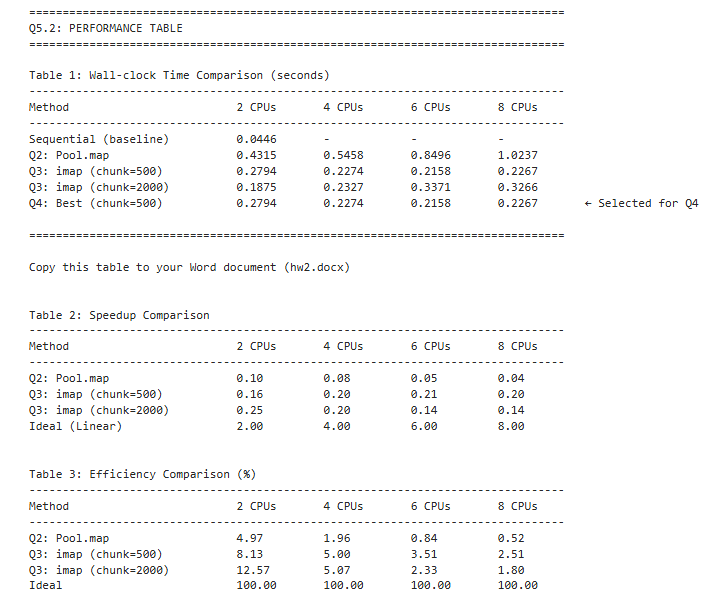 ================================================================================
Q5.2: PERFORMANCE TABLE
================================================================================
Table 1: Wall-clock Time Comparison (seconds)
--------------------------------------------------------------------------------
Method 2 CPUs 4 CPUs 6 CPUs 8 CPUs
--------------------------------------------------------------------------------
Sequential (baseline) 0.0446 - - -
Q2: Pool.map 0.4315 0.5458 0.8496 1.0237
Q3: imap (chunk=500) 0.2794 0.2274 0.2158 0.2267
Q3: imap (chunk=2000) 0.1875 0.2327 0.3371 0.3266
Q4: Best (chunk=500) 0.2794 0.2274 0.2158 0.2267 ← Selected for Q4
================================================================================
Copy this table to your Word document (hw2.docx)
Table 2: Speedup Comparison
--------------------------------------------------------------------------------
Method 2 CPUs 4 CPUs 6 CPUs 8 CPUs
--------------------------------------------------------------------------------
Q2: Pool.map 0.10 0.08 0.05 0.04
Q3: imap (chunk=500) 0.16 0.20 0.21 0.20
Q3: imap (chunk=2000) 0.25 0.20 0.14 0.14
Ideal (Linear) 2.00 4.00 6.00 8.00
Table 3: Efficiency Comparison (%)
--------------------------------------------------------------------------------
Method 2 CPUs 4 CPUs 6 CPUs 8 CPUs
--------------------------------------------------------------------------------
Q2: Pool.map 4.97 1.96 0.84 0.52
Q3: imap (chunk=500) 8.13 5.00 3.51 2.51
Q3: imap (chunk=2000) 12.57 5.07 2.33 1.80
Ideal 100.00 100.00 100.00 100.00